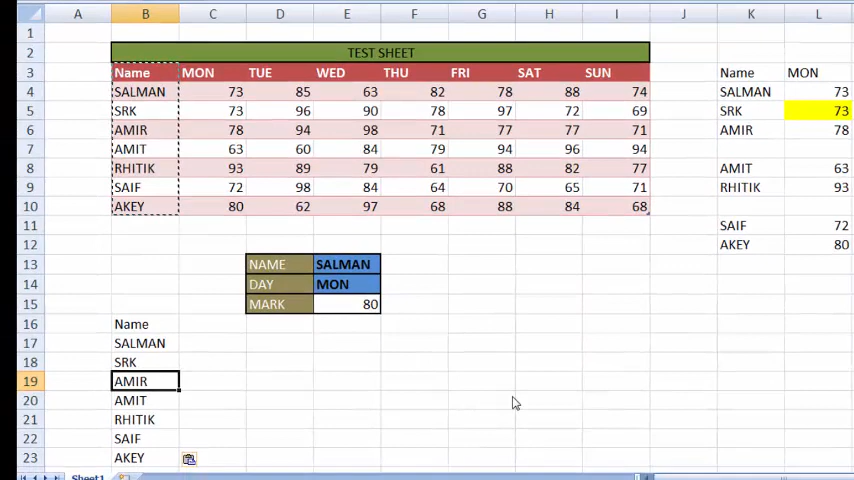 A B C D E F G H I J K L
1
2 TEST SHEET
3 Name MON TUE WED THU FRI SAT SUN Name MON
4 SALMAN 73 85 63 82 78 88 74 SALMAN 73
5 SRK 73 96 90 78 97 72 69 SRK 73
6 AMIR 78 94 98 71 77 77 71 AMIR 78
7 AMIT 63 60 84 79 94 96 94
8 RHITIK 93 89 79 61 88 82 77 AMIT 63
9 SAIF 72 98 84 64 70 65 71 RHITIK 93
10 AKEY 80 62 97 68 88 84 68
11 SAIF 72
12 AKEY 80
13 NAME SALMAN
14 DAY MON
15 MARK 80
16 Name
17 SALMAN
18 SRK
19 AMIR
20 AMIT
21 RHITIK
22 SAIF
23 AKEY
Sheet1